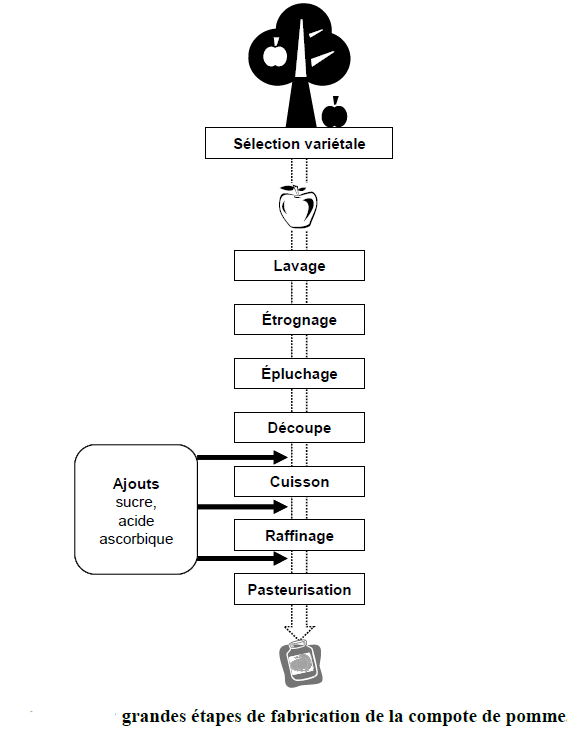 Sélection variétale
Lavage
Étrognage
Épluchage
Découpe
Ajouts
sucre,
acide
ascorbique
Cuisson
Raffinage
Pasteurisation
grandes étapes de fabrication de la compote de pomme